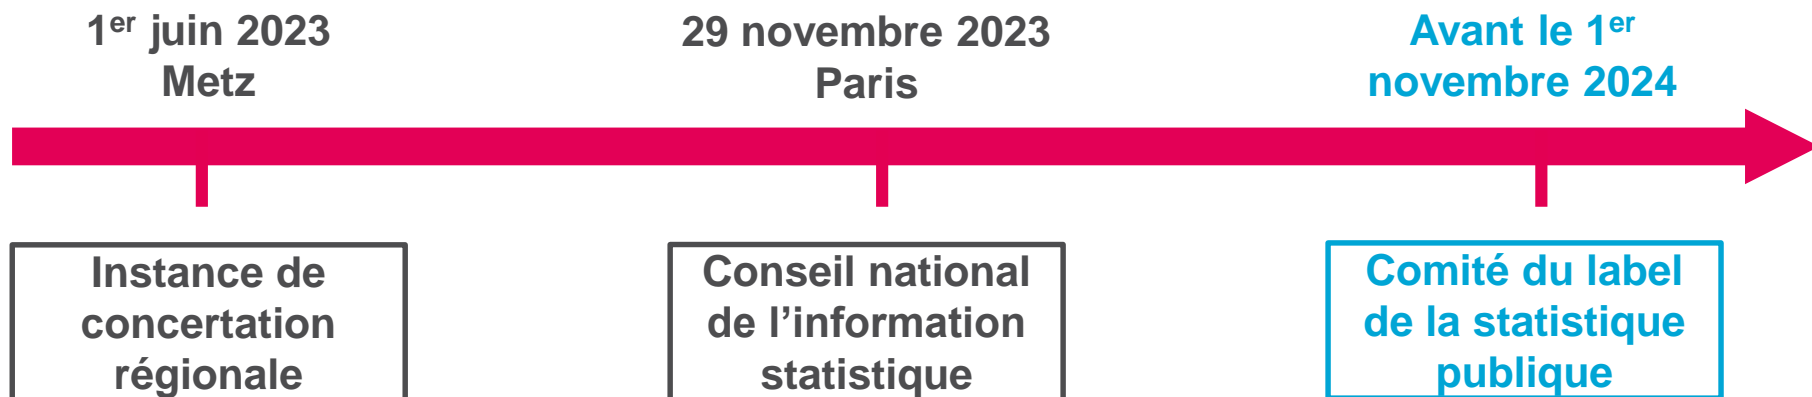 1er juin 2023
Metz
29 novembre 2023
Paris
Avant le 1er
novembre 2024
Instance de
concertation
régionale
Conseil national
de l’information
statistique
Comité du label
de la statistique
publique